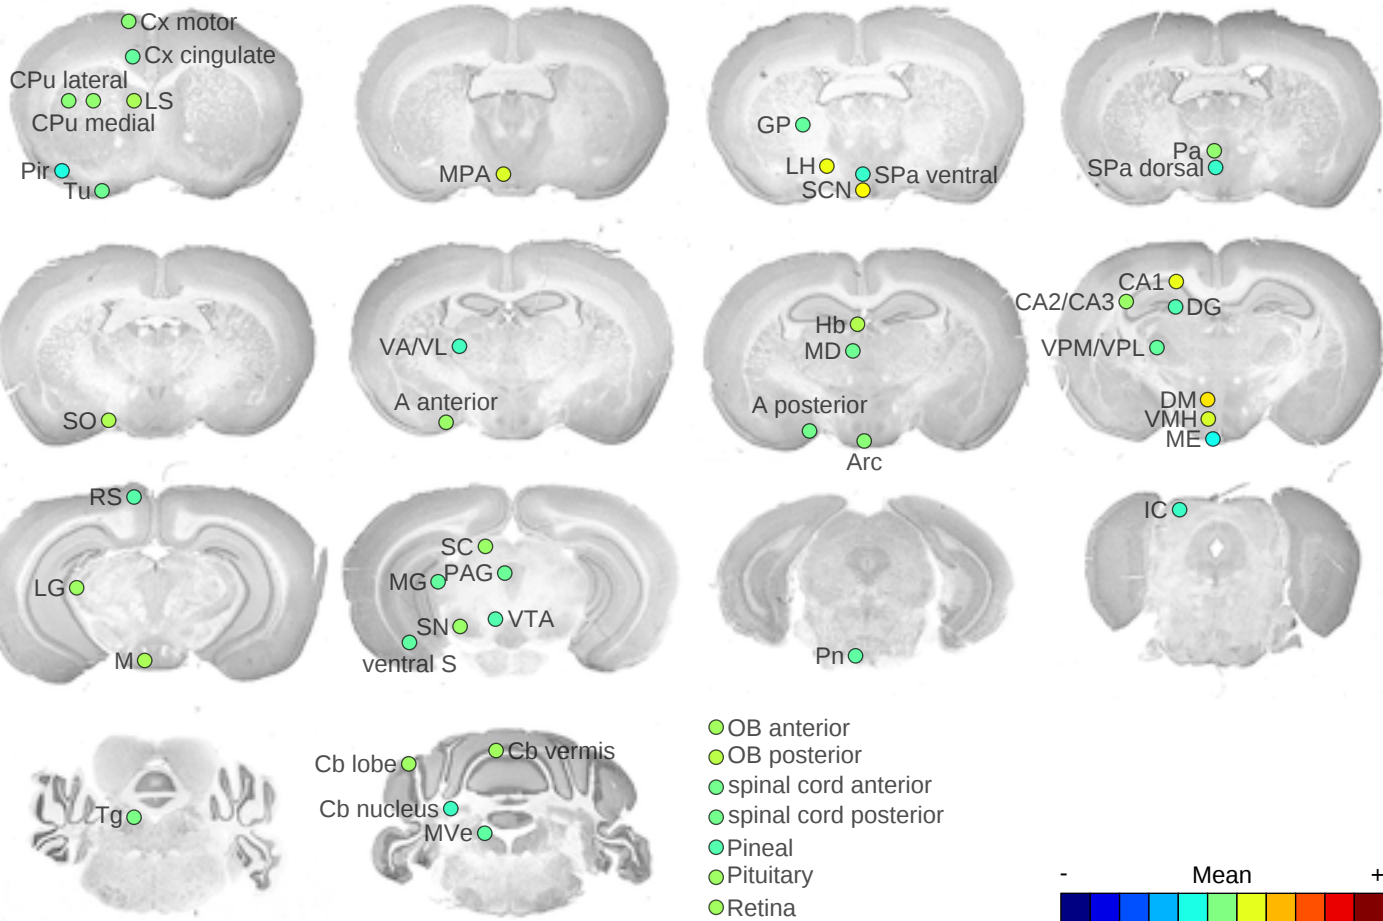 Cx motor
Cx cingulate
CPu lateral
LS
CPu medial
Pir
Tu
MPA
GP
LH
SPa ventral
SCN
Pa
SPa dorsal
SO
VA/VL
A anterior
Hb
MD
A posterior
Arc
CA1
CA2/CA3
DG
VPM/VPL
DM
VMH
ME
RS
LG
M
SC
PAG
MG
VTA
SN
ventral S
Pn
IC
Tg
Cb vermis
Cb lobe
Cb nucleus
MVe
OB anterior
OB posterior
spinal cord anterior
spinal cord posterior
Pineal
Pituitary
Retina
- Mean +